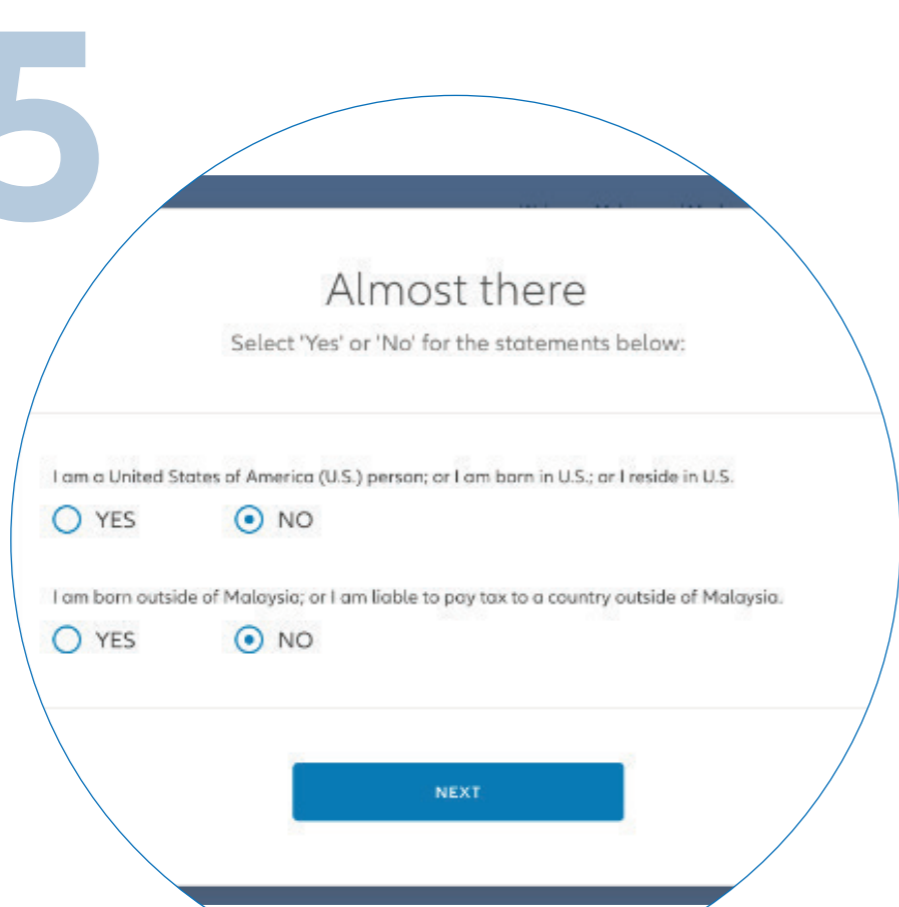 5
Almost there
Select 'Yes' or 'No' for the statements below:
I am a United States of America (U.S.) person; or I am born in U.S.; or I reside in U.S.
YES NO
I am born outside of Malaysia; or I am liable to pay tax to a country outside of Malaysia.
YES NO
NEXT